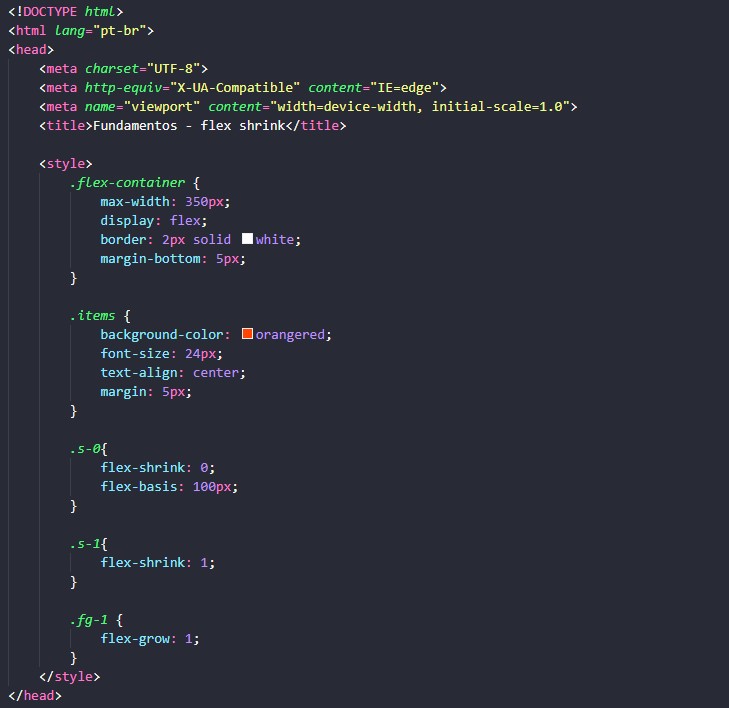 <!DOCTYPE html>
<html lang="pt-br">
<head>
    <meta charset="UTF-8">
    <meta http-equiv="X-UA-Compatible" content="IE=edge">
    <meta name="viewport" content="width=device-width, initial-scale=1.0">
    <title>Fundamentos - flex shrink</title>

    <style>
        .flex-container {
            max-width: 350px;
            display: flex;
            border: 2px solid white;
            margin-bottom: 5px;
        }

        .items {
            background-color: orangered;
            font-size: 24px;
            text-align: center;
            margin: 5px;
        }

        .s-0{
            flex-shrink: 0;
            flex-basis: 100px;
        }

        .s-1{
            flex-shrink: 1;
        }

        .fg-1 {
            flex-grow: 1;
        }
    </style>
</head>